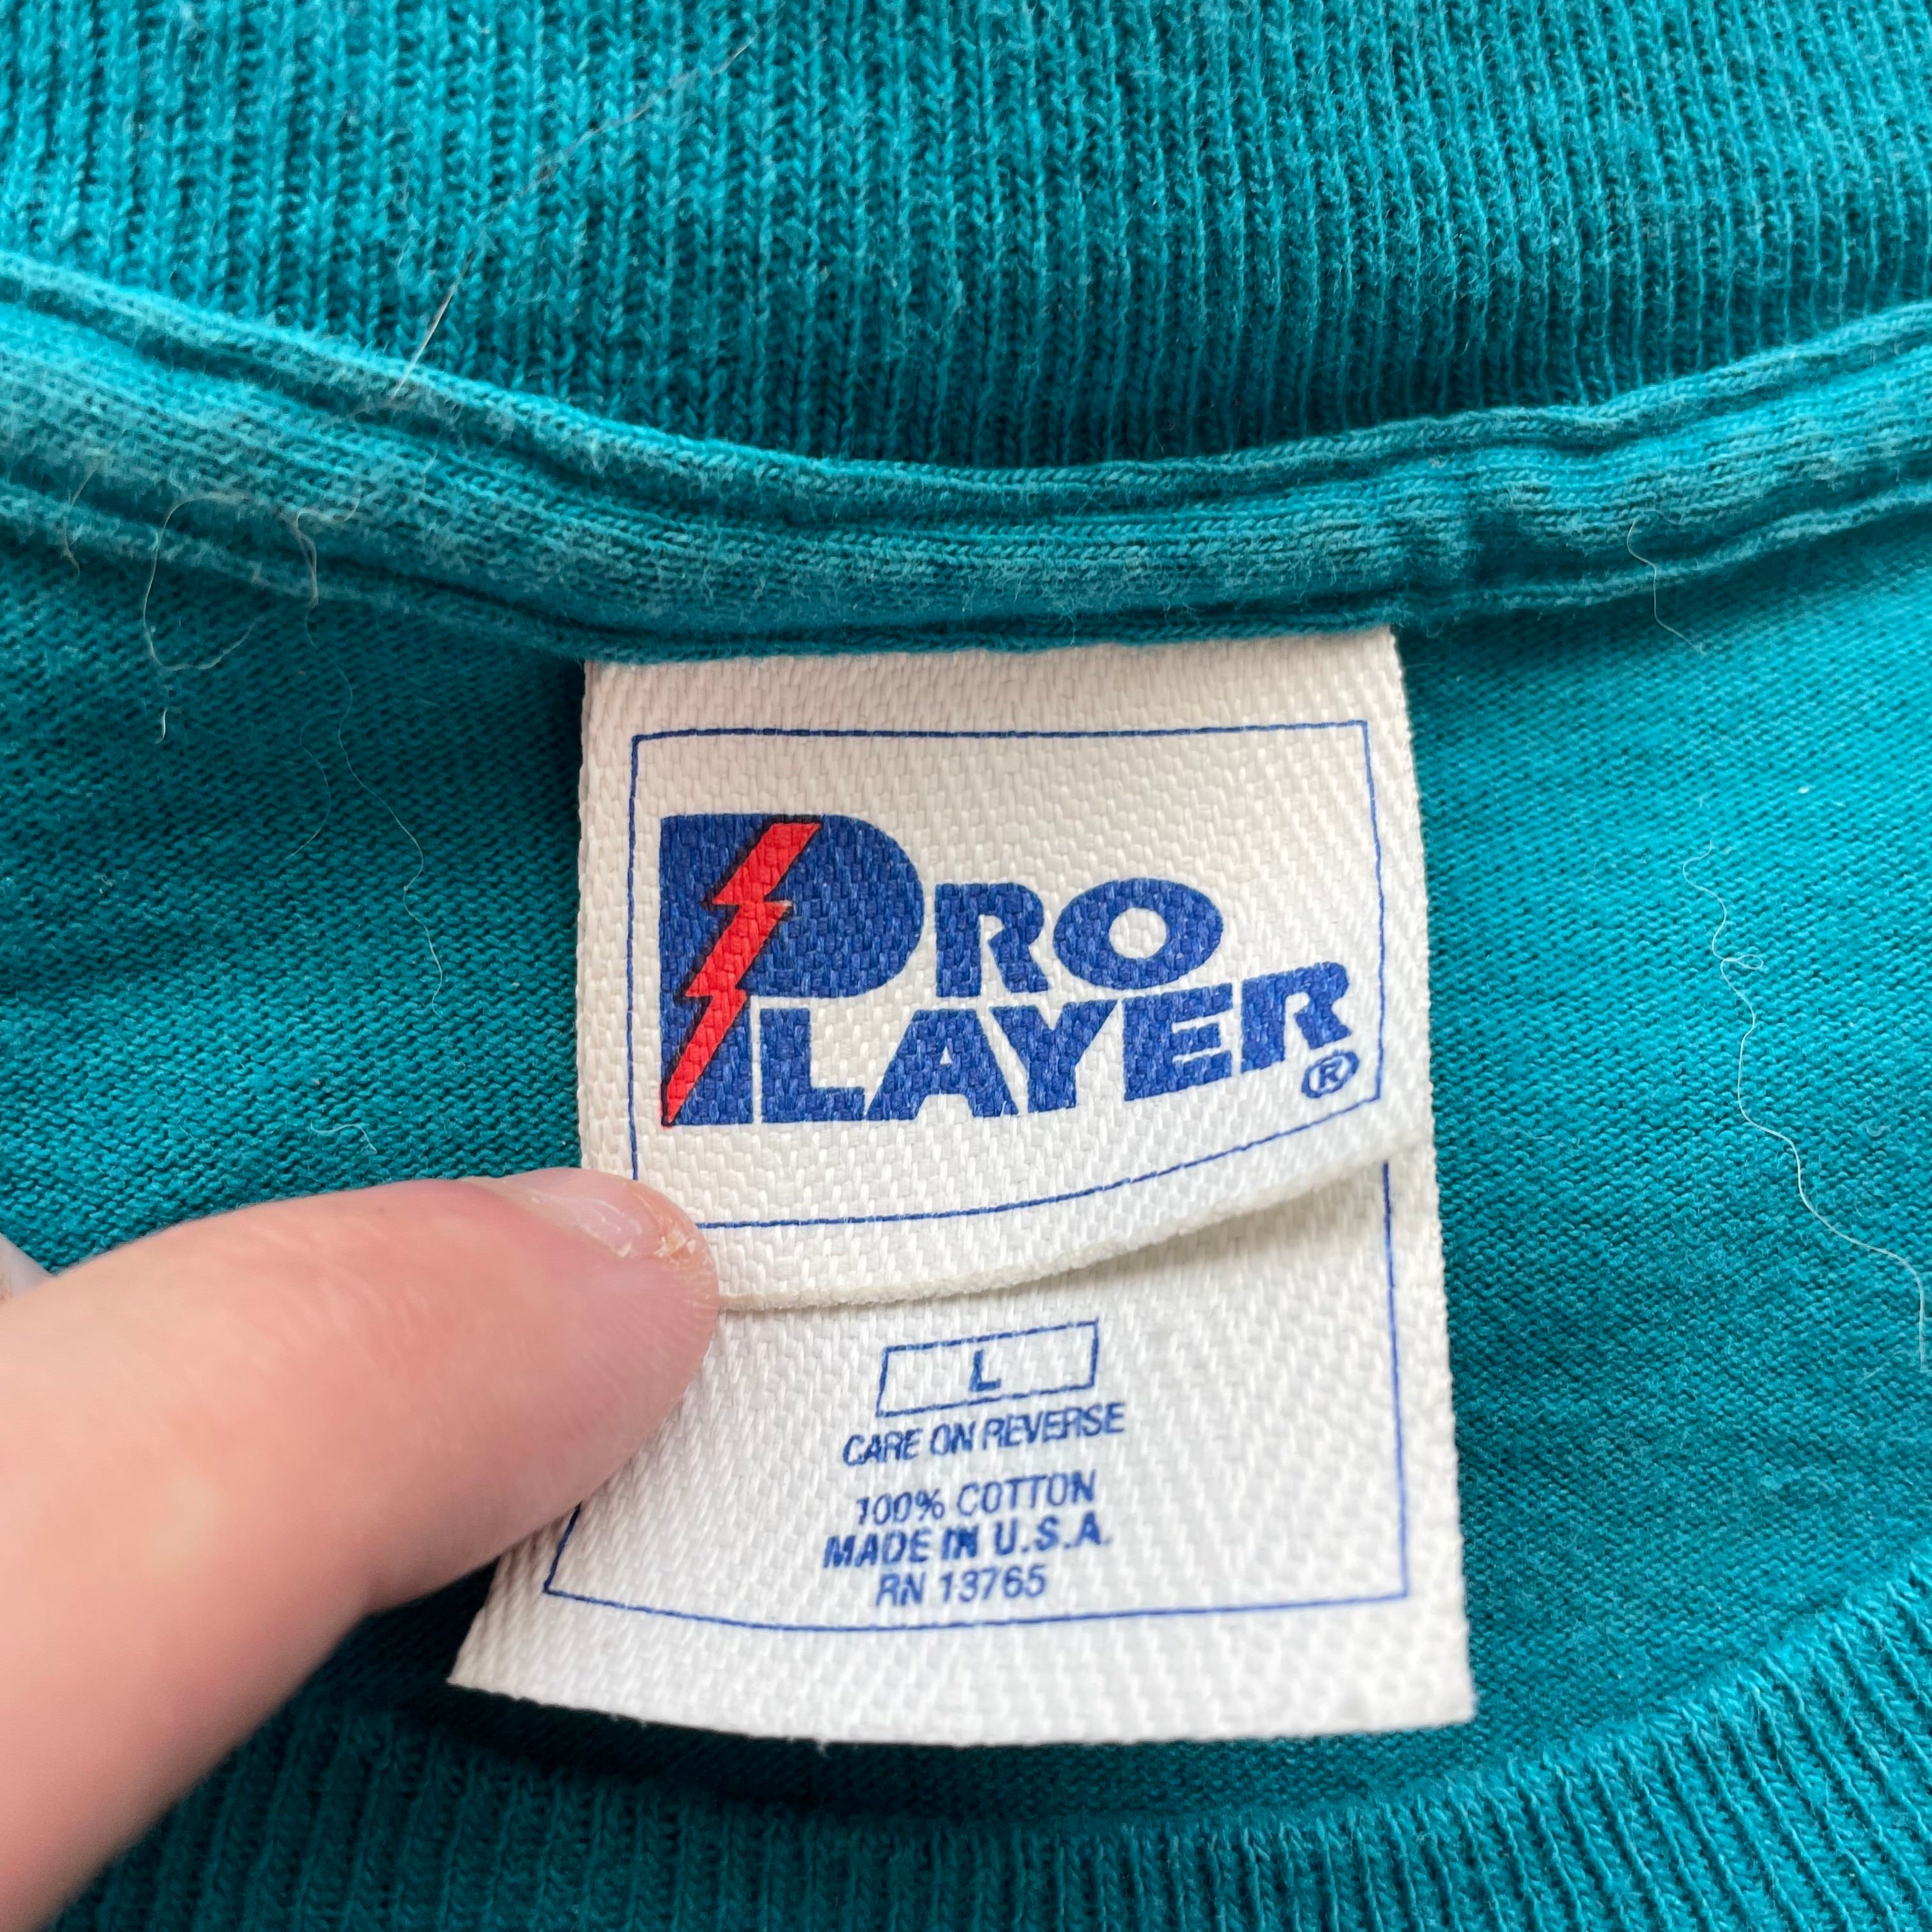 PRO
PLAYER®
L
CARE ON REVERSE
100% COTTON
MADE IN U.S.A.
RN 13765